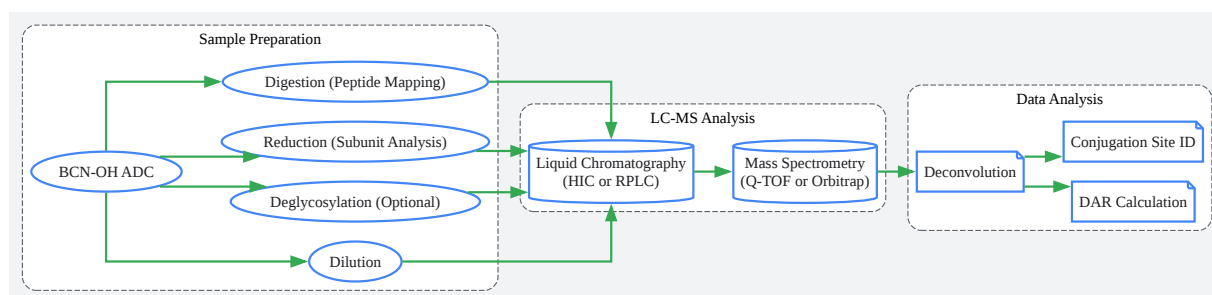 Sample Preparation
Digestion (Peptide Mapping)
Reduction (Subunit Analysis)
BCN-OH ADC
Deglycosylation (Optional)
Dilution
LC-MS Analysis
Liquid Chromatography
(HIC or RPLC)
Mass Spectrometry
(Q-TOF or Orbitrap)
Data Analysis
Deconvolution
Conjugation Site ID
DAR Calculation